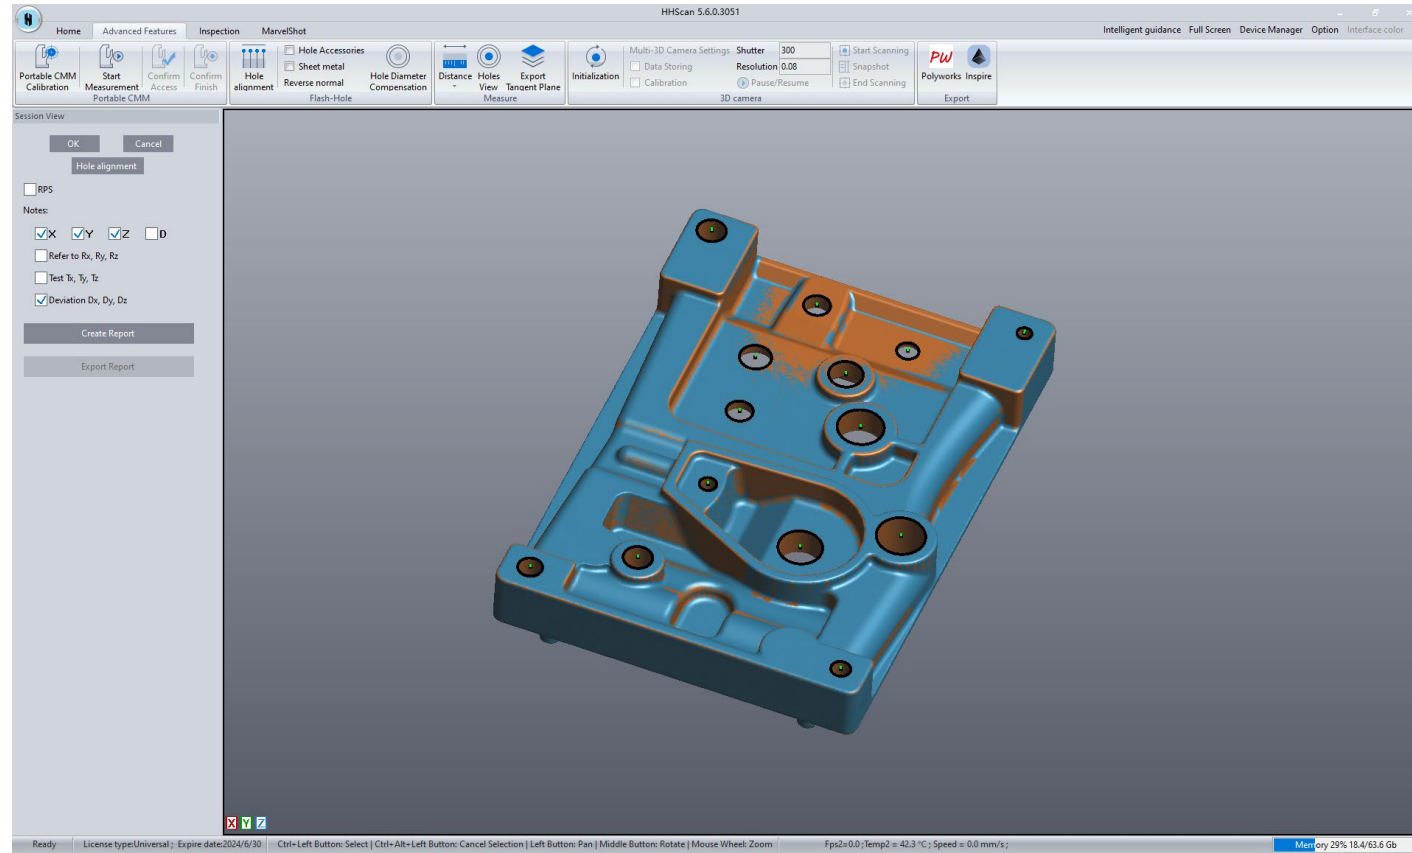 HHScan 5.6.0.3051
Home Advanced Features Inspection MarvelShot
Intelligent guidance Full Screen Device Manager Option Interface color
Portable CMM Calibration
Start Measurement
Confirm Access
Confirm Finish
Portable CMM
Hole alignment
Hole Accessories
Sheet metal
Reverse normal
Hole Diameter Compensation
Flash-Hole
Distance
Holes View
Export Tangent Plane
Measure
Initialization
Multi-3D Camera Settings Shutter 300
Data Storing Resolution 0.08
Calibration Pause/Resume
Start Scanning
Snapshot
End Scanning
3D camera
PW
Polyworks Inspire
Export
Session View
OK Cancel
Hole alignment
RPS
Notes:
X Y Z D
Refer to Rx, Ry, Rz
Test Tx, Ty, Tz
Deviation Dx, Dy, Dz
Create Report
Export Report
X Y Z
Ready License type:Universal ; Expire date:2024/6/30 Ctrl+Left Button: Select | Ctrl+Alt+Left Button: Cancel Selection | Left Button: Pan | Middle Button: Rotate | Mouse Wheel: Zoom Fps2=0.0 ;Temp2 = 42.3 °C ; Speed = 0.0 mm/s ; Memory 29% 18.4/63.6 Gb